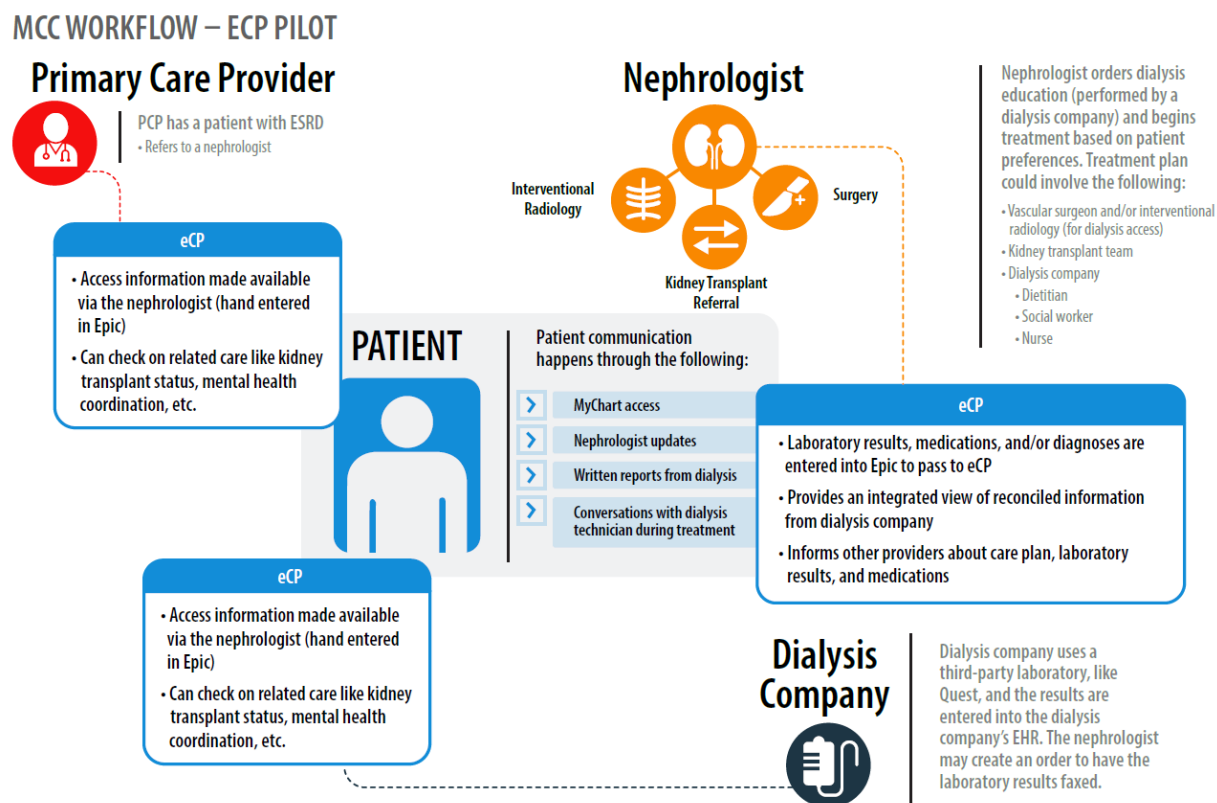 MCC WORKFLOW – ECP PILOT
Primary Care Provider
PCP has a patient with ESRD
• Refers to a nephrologist
eCP
• Access information made available
via the nephrologist (hand entered
in Epic)
• Can check on related care like kidney
transplant status, mental health
coordination, etc.
Nephrologist
Interventional
Radiology
Surgery
Kidney Transplant
Referral
Nephrologist orders dialysis
education (performed by a
dialysis company) and begins
treatment based on patient
preferences. Treatment plan
could involve the following:
• Vascular surgeon and/or interventional
radiology (for dialysis access)
• Kidney transplant team
• Dialysis company
• Dietitian
• Social worker
• Nurse
PATIENT
Patient communication
happens through the following:
MyChart access
Nephrologist updates
Written reports from dialysis
Conversations with dialysis
technician during treatment
eCP
• Laboratory results, medications, and/or diagnoses are
entered into Epic to pass to eCP
• Provides an integrated view of reconciled information
from dialysis company
• Informs other providers about care plan, laboratory
results, and medications
eCP
• Access information made available
via the nephrologist (hand entered
in Epic)
• Can check on related care like kidney
transplant status, mental health
coordination, etc.
Dialysis
Company
Dialysis company uses a
third-party laboratory, like
Quest, and the results are
entered into the dialysis
company's EHR. The nephrologist
may create an order to have the
laboratory results faxed.